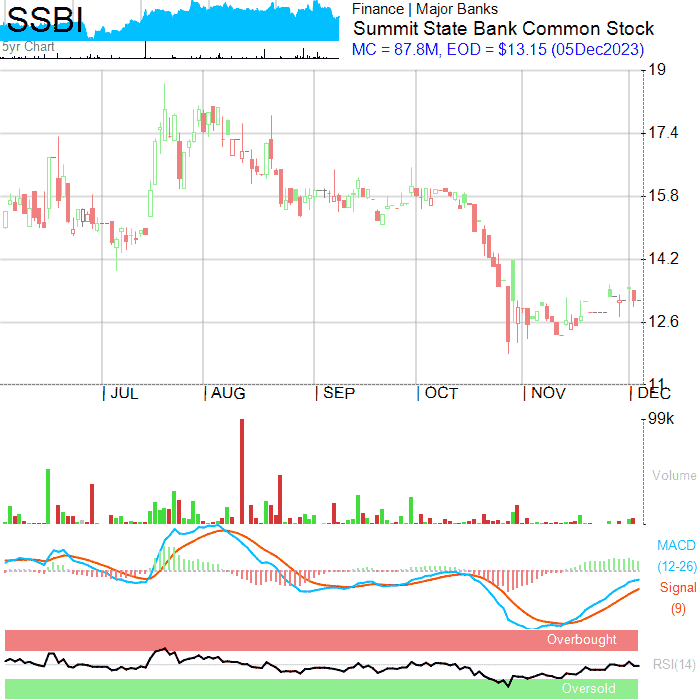 SSBI
5yr Chart
Finance | Major Banks
Summit State Bank Common Stock
MC = 87.8M, EOD = $13.15 (05Dec2023)
19
17.4
15.8
14.2
12.6
11
JUL
AUG
SEP
OCT
NOV
DEC
99k
Volume
MACD
(12-26)
Signal
(9)
Overbought
RSI(14)
Oversold